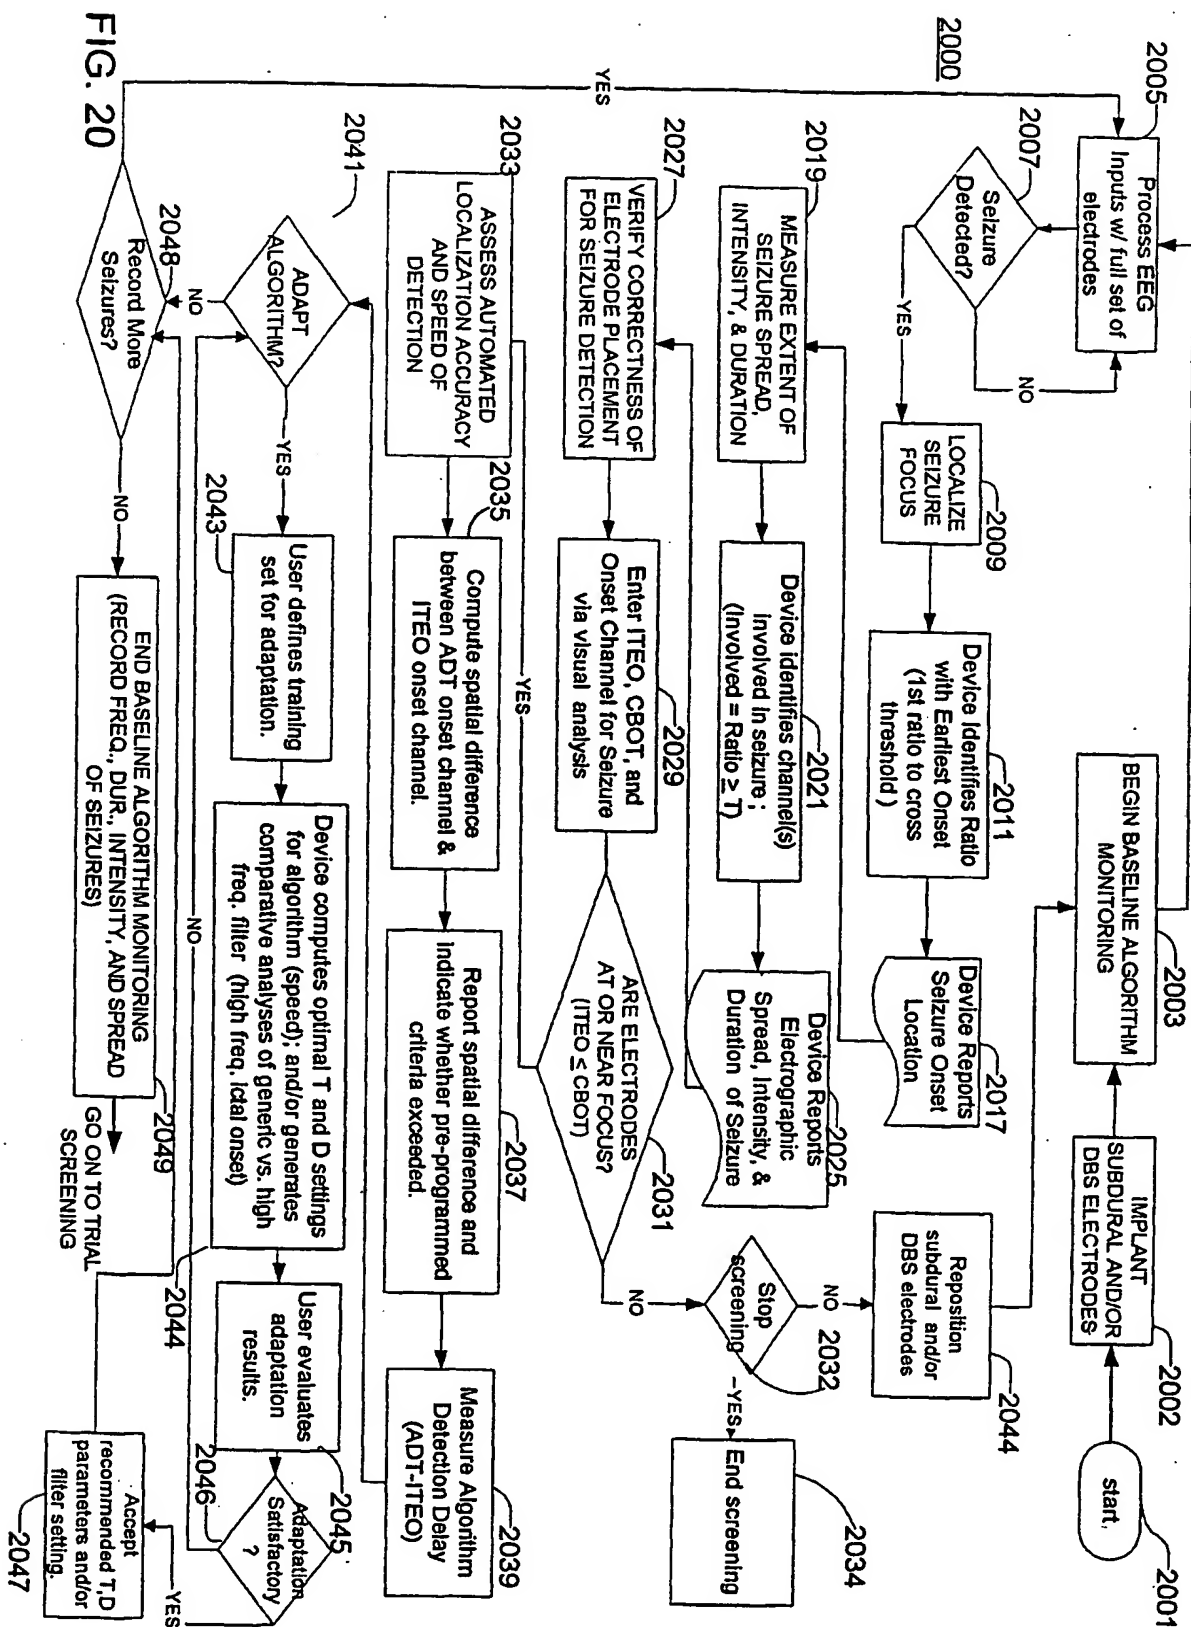 2000
start,
2001
IMPLANT
SUBDURAL AND/OR
DBS ELECTRODES
2002
BEGIN BASELINE ALGORITHM
MONITORING
2003
2005
Process EEG
Inputs w/ full set of
electrodes
2007
Seizure
Detected?
NO
YES
LOCALIZE
SEIZURE
FOCUS
2009
Device Identifies Ratio
with Earliest Onset
(1st ratio to cross
threshold )
2011
Device Reports
Seizure Onset
Location
2017
2019
MEASURE EXTENT OF
SEIZURE SPREAD,
INTENSITY, & DURATION
Device identifies channel(s)
involved in seizure ;
(Involved = Ratio ≥ T)
2021
Device Reports
Electrographic
Spread, Intensity, &
Duration of Seizure
2025
2027
VERIFY CORRECTNESS OF
ELECTRODE PLACEMENT
FOR SEIZURE DETECTION
Enter ITEO, CBOT, and
Onset Channel for Seizure
via visual analysis
2029
ARE ELECTRODES
AT OR NEAR FOCUS?
(ITEO ≤ CBOT)
2031
YES
NO
Stop
screening
2032
NO
YES
End screening
2034
Reposition
subdural and/or
DBS electrodes
2044
2033
ASSESS AUTOMATED
LOCALIZATION ACCURACY
AND SPEED OF
DETECTION
2035
Compute spatial difference
between ADT onset channel &
ITEO onset channel.
Report spatial difference and
indicate whether pre-programmed
criteria exceeded.
2037
Measure Algorithm
Detection Delay
(ADT-ITEO)
2039
2041
ADAPT
ALGORITHM?
YES
NO
User defines training
set for adaptation.
2043
Device computes optimal T and D settings
for algorithm (speed); and/or generates
comparative analyses of generic vs. high
freq. filter (high freq. ictal onset)
2044
User evaluates
adaptation
results.
2045
Adaptation
Satisfactory
?
2046
NO
YES
Accept
recommended T,D
parameters and/or
filter setting.
2047
2048
Record More
Seizures?
YES
NO
END BASELINE ALGORITHM MONITORING
(RECORD FREQ., DUR., INTENSITY, AND SPREAD
OF SEIZURES)
2049
GO ON TO TRIAL
SCREENING
FIG. 20